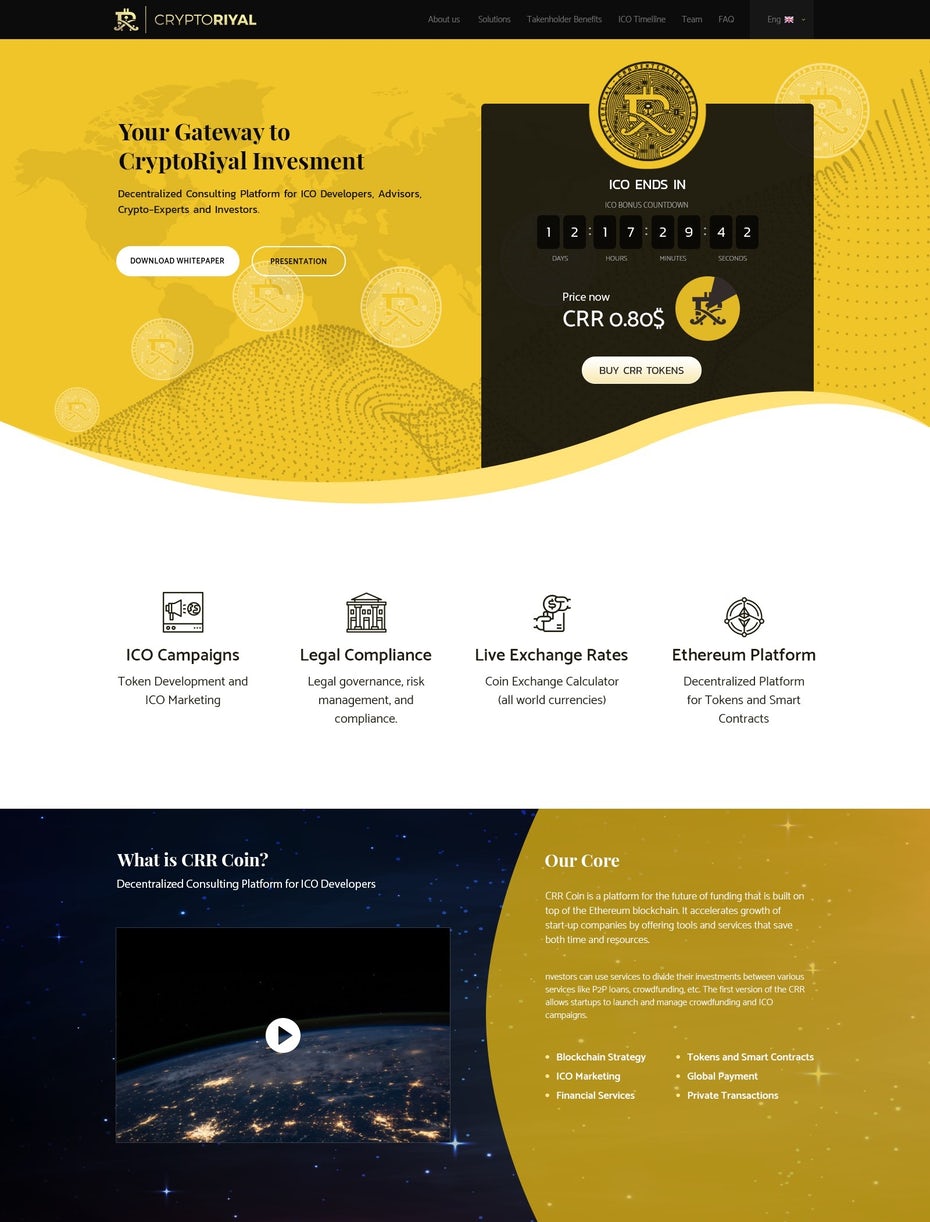 CRYPTORIYAL
About us Solutions Takenholder Benefits ICO Timeiline Team FAQ Eng
Your Gateway to
CryptoRiyal Invesment
Decentralized Consulting Platform for ICO Developers, Advisors,
Crypto-Experts and Investors.
DOWNLOAD WHITEPAPER PRESENTATION
ICO ENDS IN
ICO BONUS COUNTDOWN
1 2 : 1 7 : 2 9 : 4 2
DAYS HOURS MINUTES SECONDS
Price now
CRR 0.80$
BUY CRR TOKENS
ICO Campaigns
Token Development and
ICO Marketing
Legal Compliance
Legal governance, risk
management, and
compliance.
Live Exchange Rates
Coin Exchange Calculator
(all world currencies)
Ethereum Platform
Decentralized Platform
for Tokens and Smart
Contracts
What is CRR Coin?
Decentralized Consulting Platform for ICO Developers
Our Core
CRR Coin is a platform for the future of funding that is built on
top of the Ethereum blockchain. It accelerates growth of
start-up companies by offering tools and services that save
both time and resources.
nvestors can use services to divide their investments between various
services like P2P loans, crowdfunding, etc. The first version of the CRR
allows startups to launch and manage crowdfunding and ICO
campaigns.
• Blockchain Strategy
• ICO Marketing
• Financial Services
• Tokens and Smart Contracts
• Global Payment
• Private Transactions